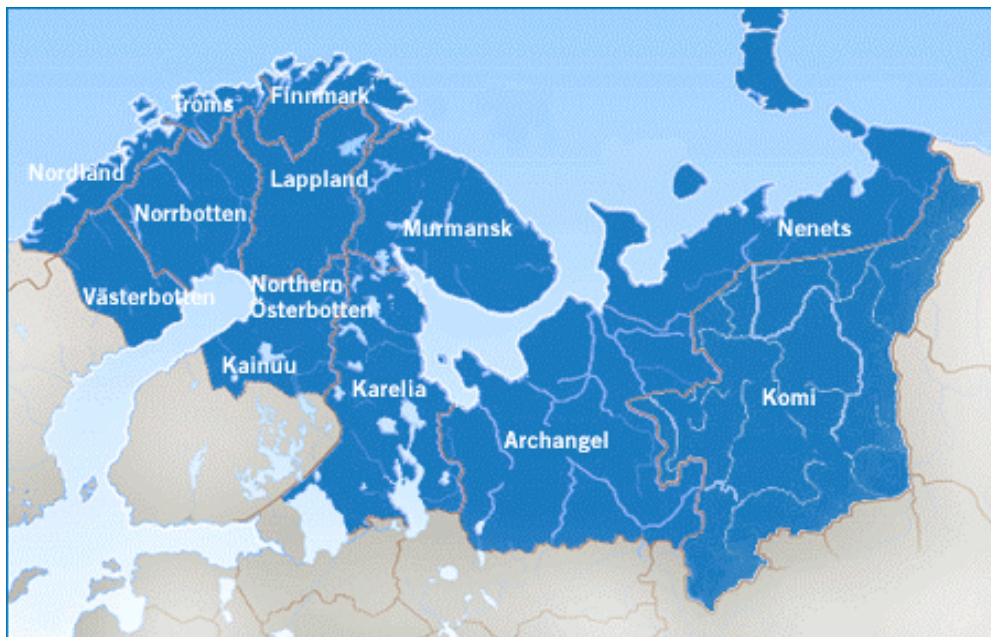 Finnmark
Troms
Nordland
Lappland
Norrbotten
Murmansk
Nenets
Västerbotten
Northern
Österbotten
Kainuu
Karelia
Komi
Archangel